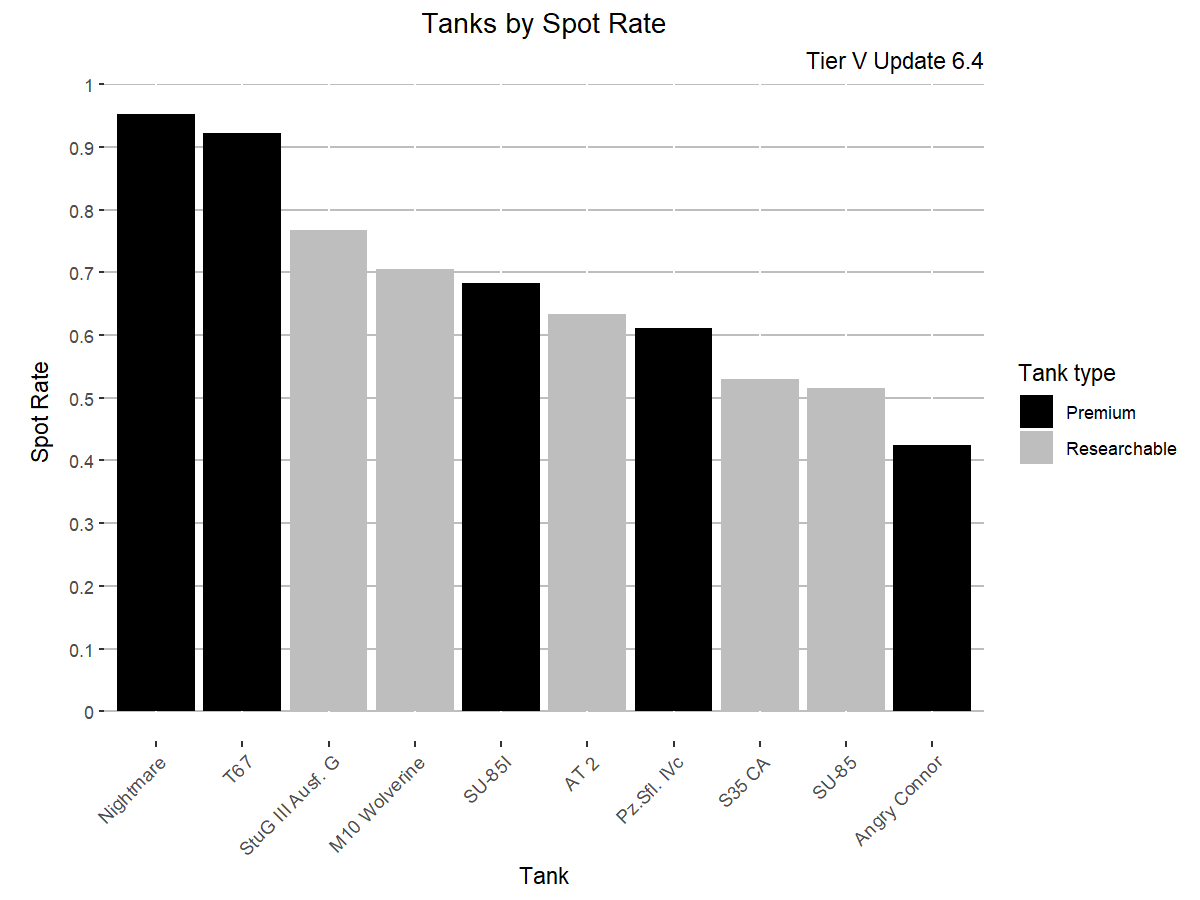 Tanks by Spot Rate
Tier V Update 6.4
1
0.9
0.8
0.7
0.6
0.5
0.4
0.3
0.2
0.1
0
Spot Rate
Nightmare
T67
StuG III Ausf. G
M10 Wolverine
SU-85I
AT 2
Pz.Sfl. IVc
S35 CA
SU-85
Angry Connor
Tank
Tank type
Premium
Researchable